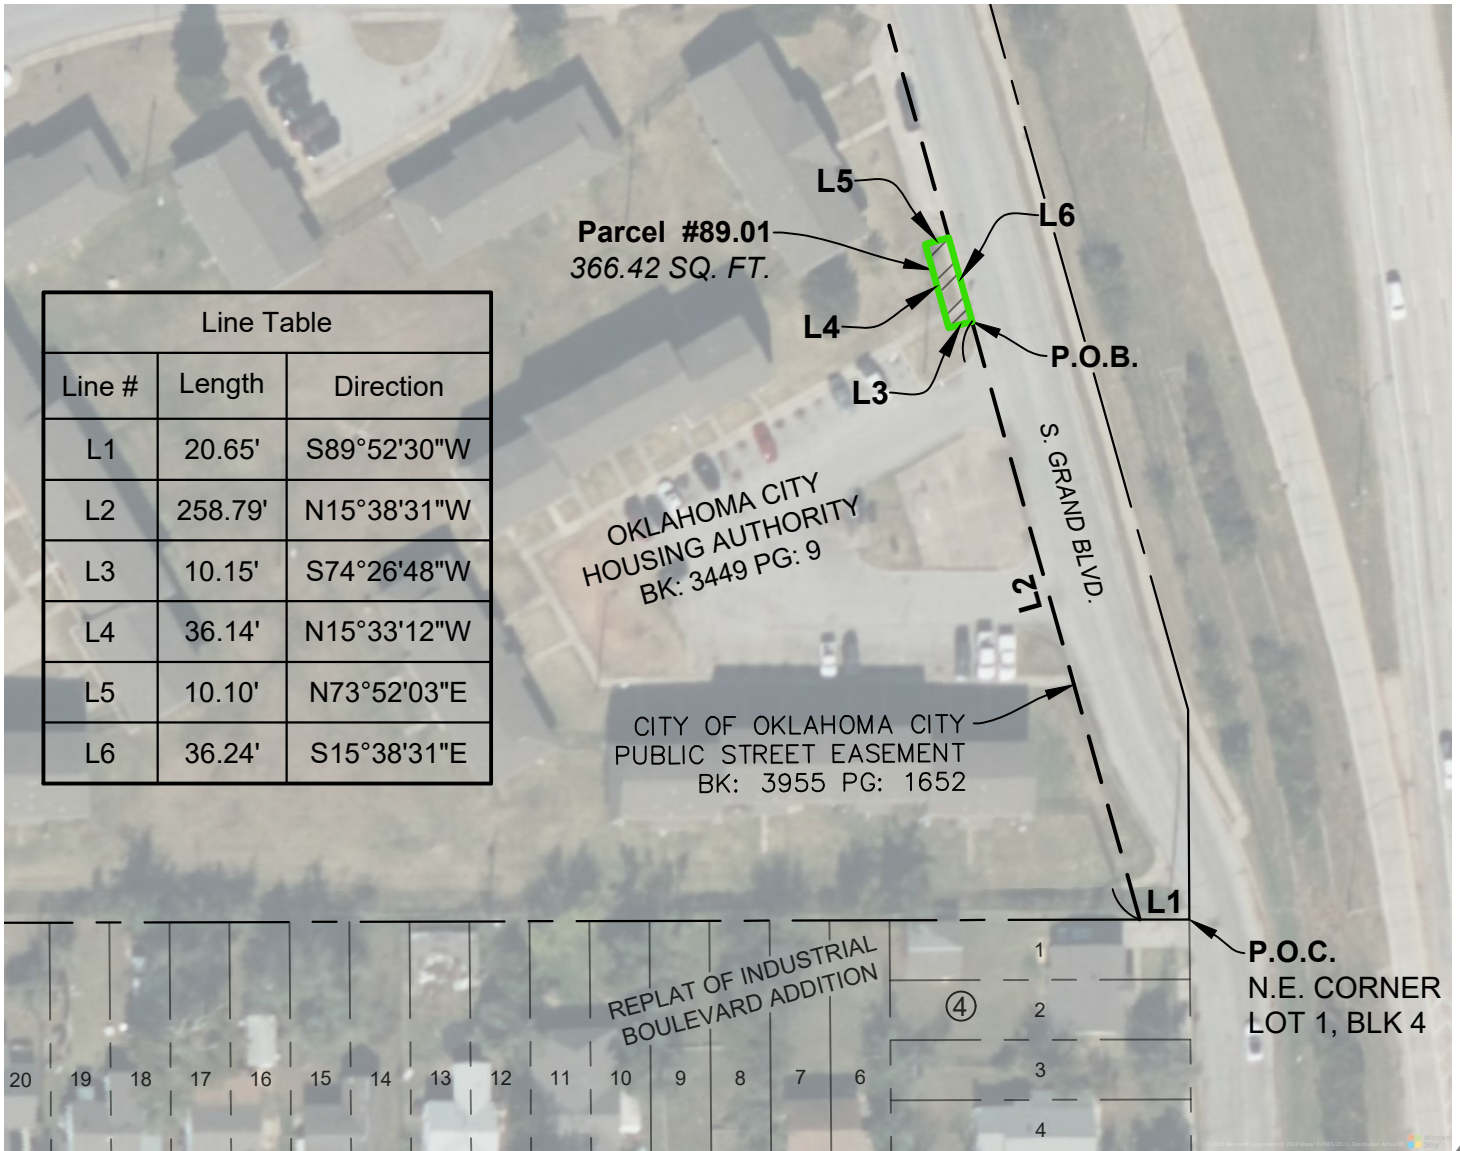 L5
Parcel #89.01
366.42 SQ. FT.
L6
L4
P.O.B.
L3
Line Table
Line # Length Direction
L1 20.65' S89°52'30"W
L2 258.79' N15°38'31"W
L3 10.15' S74°26'48"W
L4 36.14' N15°33'12"W
L5 10.10' N73°52'03"E
L6 36.24' S15°38'31"E
OKLAHOMA CITY
HOUSING AUTHORITY
BK: 3449 PG: 9
S. GRAND BLVD.
L2
CITY OF OKLAHOMA CITY
PUBLIC STREET EASEMENT
BK: 3955 PG: 1652
L1
P.O.C.
N.E. CORNER
LOT 1, BLK 4
REPLAT OF INDUSTRIAL
BOULEVARD ADDITION
4
1
2
3
4
20 19 18 17 16 15 14 13 12 11 10 9 8 7 6